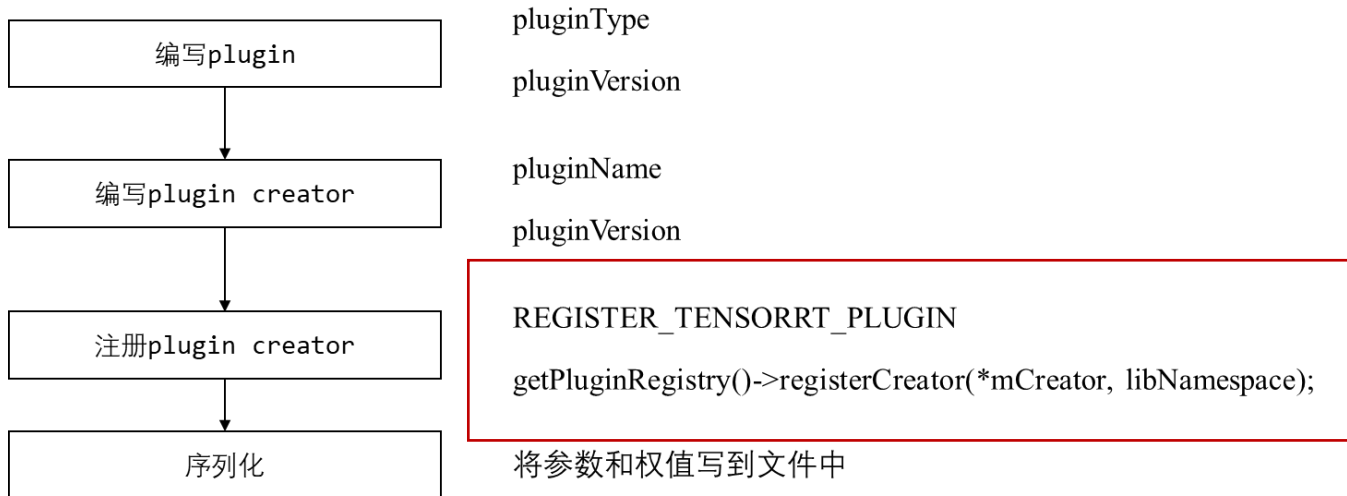 编写plugin
pluginType
pluginVersion
编写plugin creator
pluginName
pluginVersion
注册plugin creator
REGISTER_TENSORRT_PLUGIN
getPluginRegistry()->registerCreator(*mCreator, libNamespace);
序列化
将参数和权值写到文件中